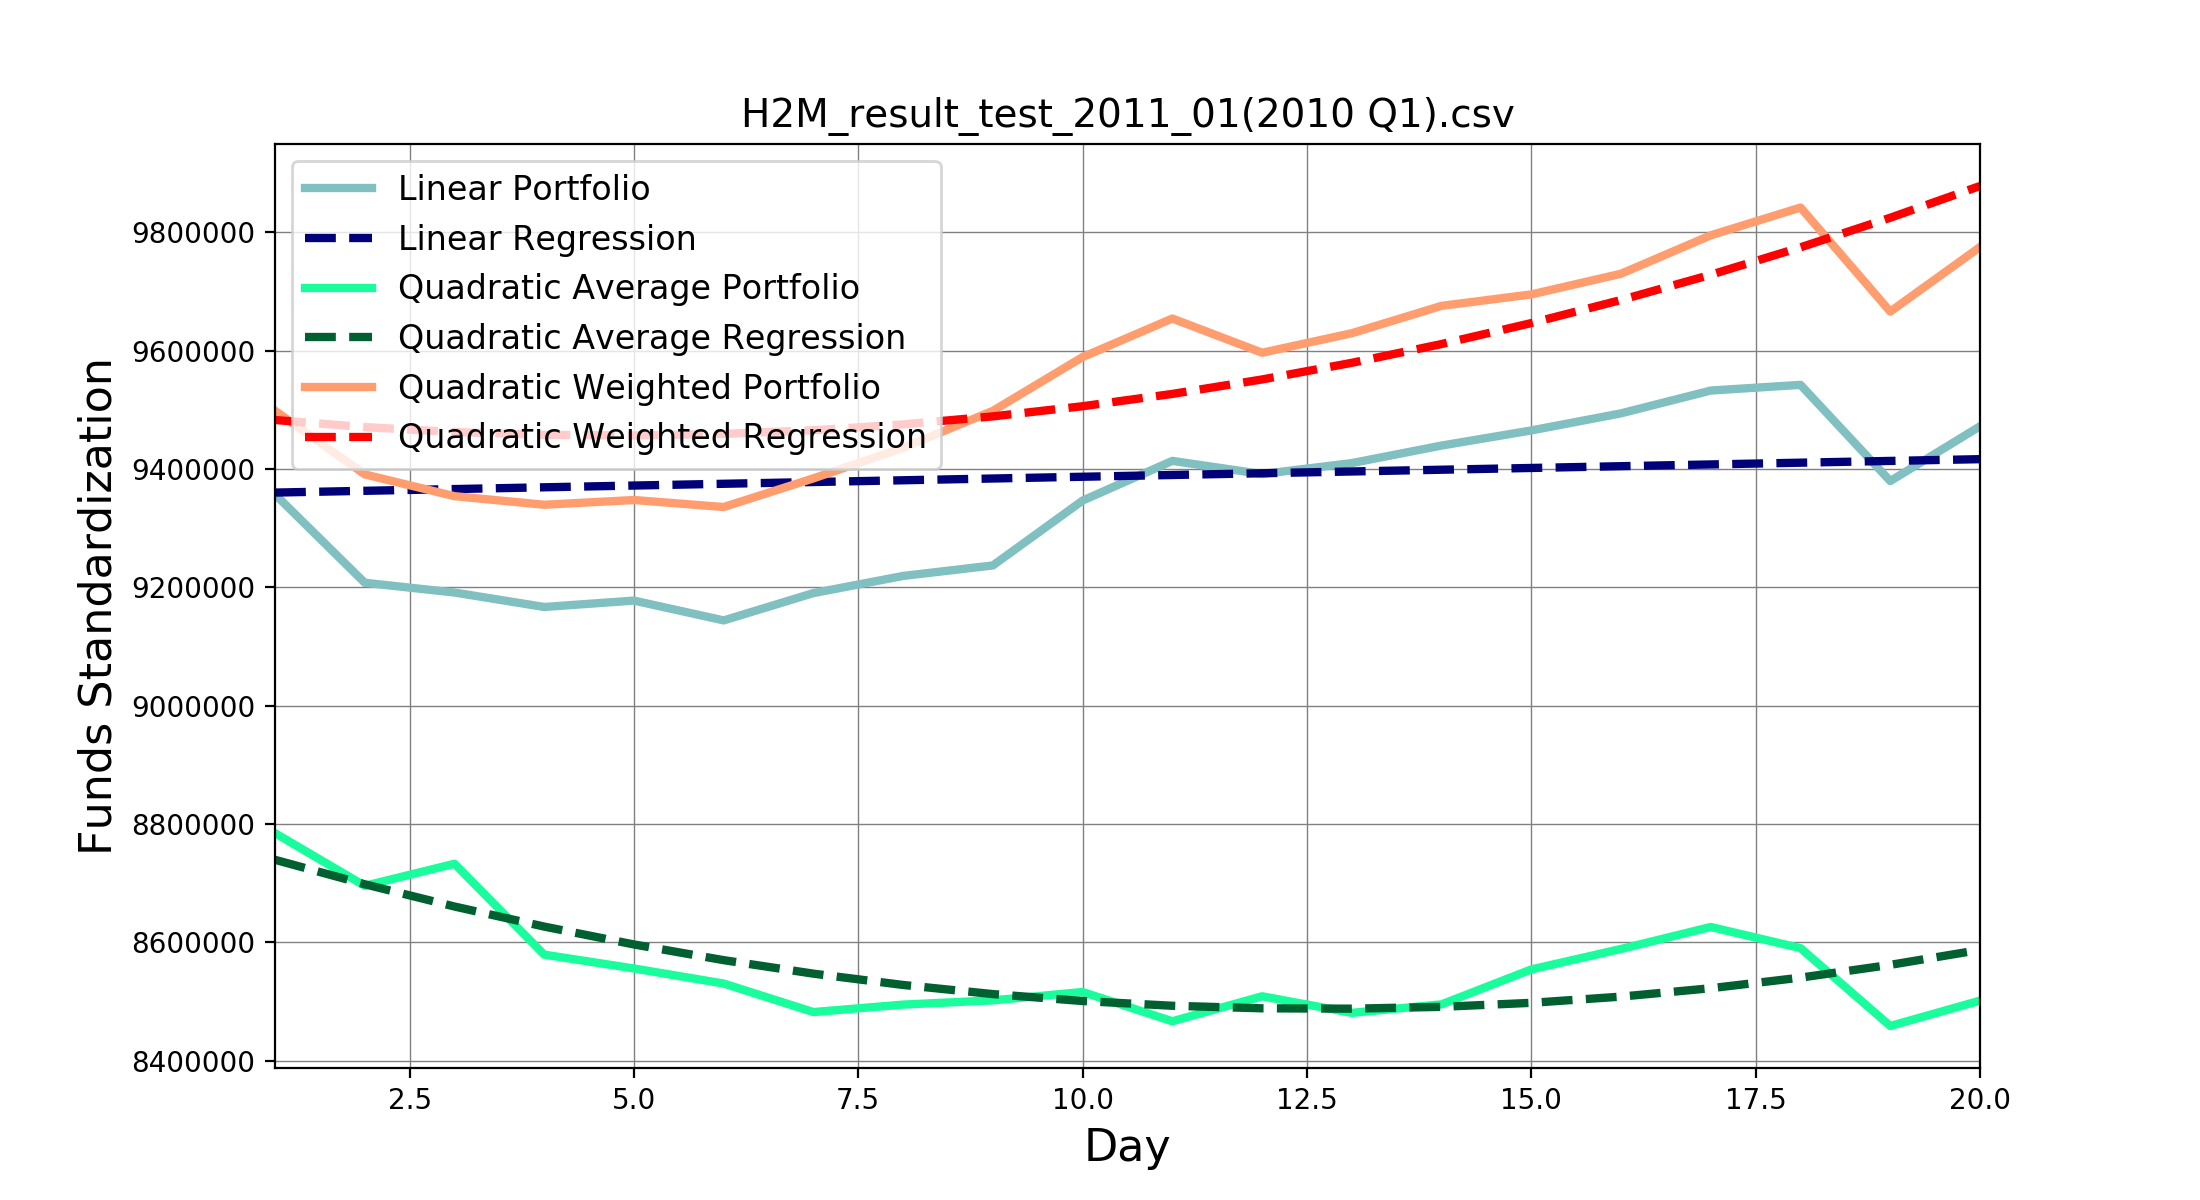 H2M_result_test_2011_01(2010 Q1).csv
Linear Portfolio
Linear Regression
Quadratic Average Portfolio
Quadratic Average Regression
Quadratic Weighted Portfolio
Quadratic Weighted Regression
Funds Standardization
9800000
9600000
9400000
9200000
9000000
8800000
8600000
8400000
2.5 5.0 7.5 10.0 12.5 15.0 17.5 20.0
Day